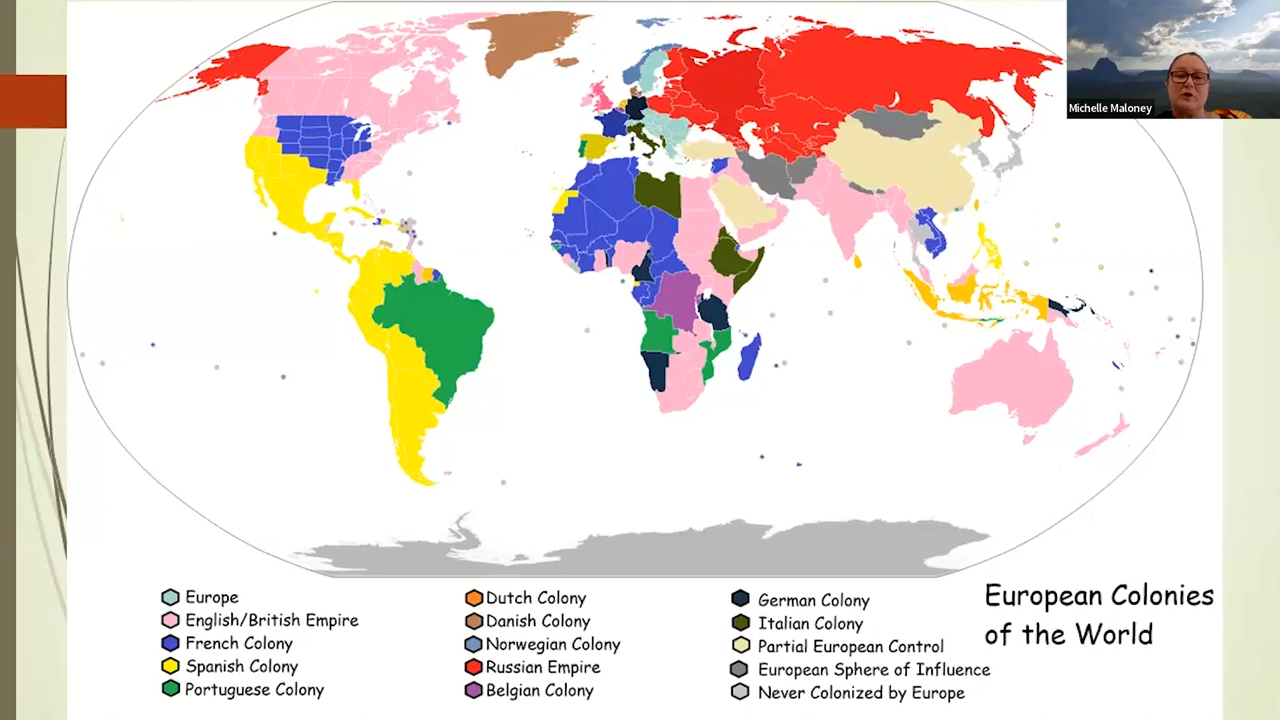 Michelle Maloney
Europe
English/British Empire
French Colony
Spanish Colony
Portuguese Colony
Dutch Colony
Danish Colony
Norwegian Colony
Russian Empire
Belgian Colony
German Colony
Italian Colony
Partial European Control
European Sphere of Influence
Never Colonized by Europe
European Colonies
of the World